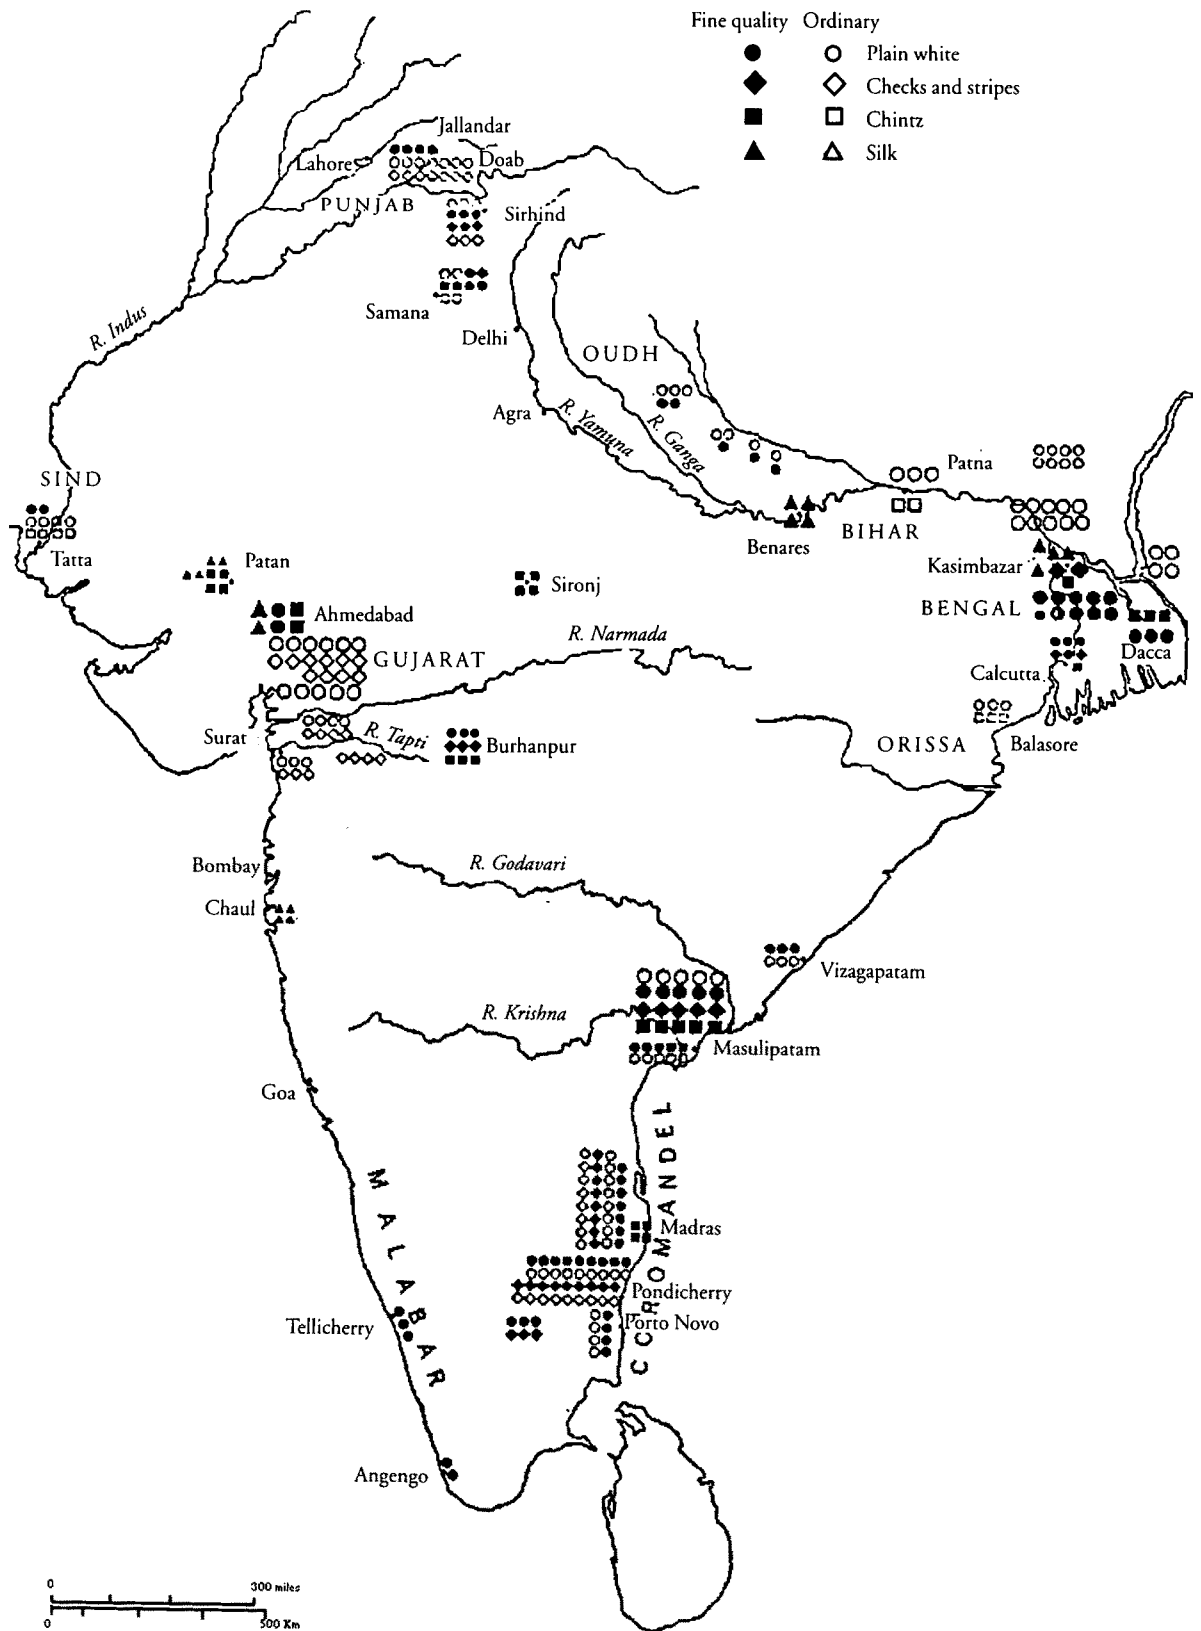 Fine quality Ordinary
Plain white
Checks and stripes
Chintz
Silk
Jallandar
Lahore
Doab
PUNJAB
Sirhind
Samana
R. Indus
Delhi
OUDH
Agra
R. Yamuna
R. Ganga
Patna
SIND
BIHAR
Benares
Tatta
Patan
Kasimbazar
Sironj
Ahmedabad
BENGAL
R. Narmada
GUJARAT
Dacca
Calcutta
Surat
R. Tapti
Burhanpur
ORISSA
Balasore
Bombay
R. Godavari
Chaul
Vizagapatam
R. Krishna
Masulipatam
Goa
MALABAR
CCROMANDEL
Madras
Pondicherry
Porto Novo
Tellicherry
Angengo
0 300 miles
0 500 Km